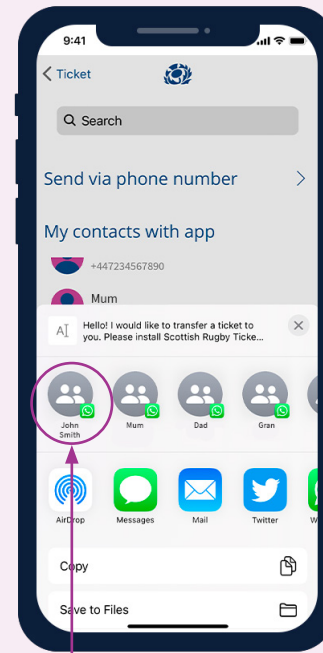 9:41
Ticket
Search
Send via phone number
My contacts with app
+447234567890
Mum
AI
Hello! I would like to transfer a ticket to
you. Please install Scottish Rugby Ticke...
John
Smith
Mum
Dad
Gran
AirDrop
Messages
Mail
Twitter
W
Copy
Save to Files